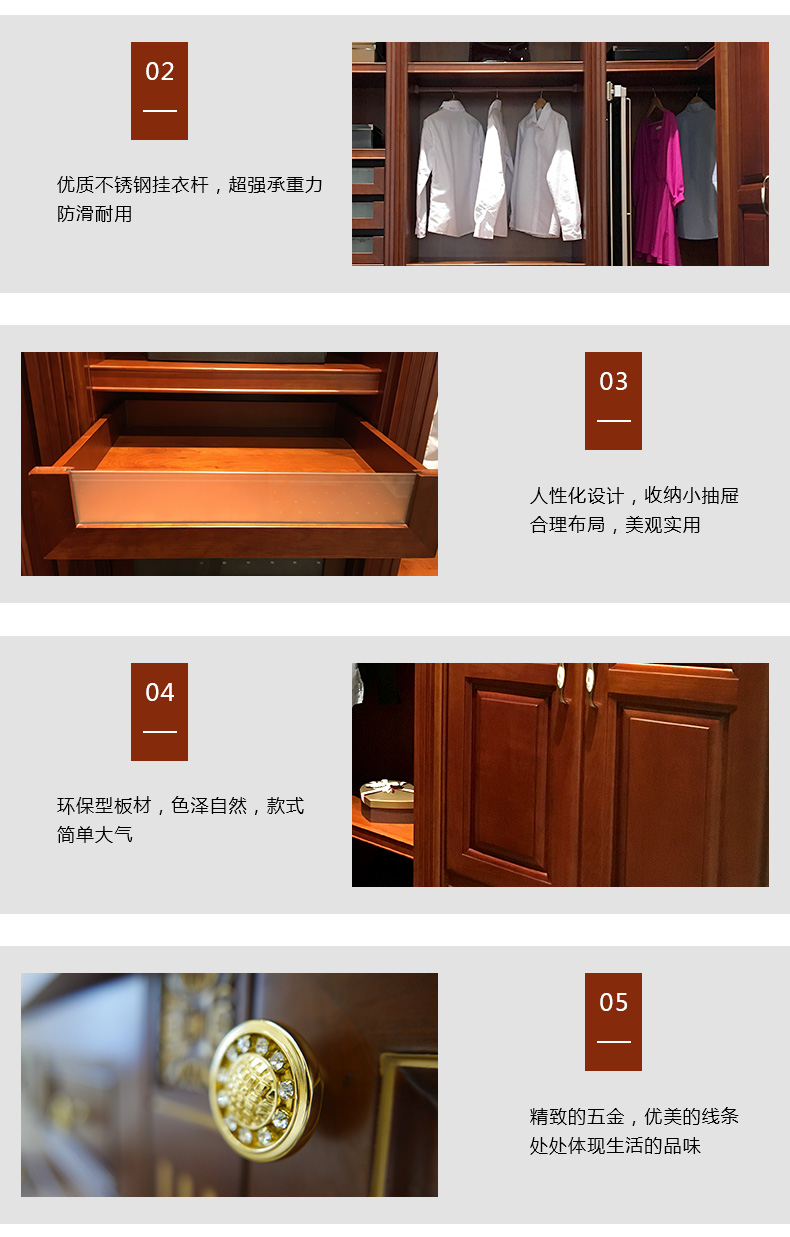 02
优质不锈钢挂衣杆，超强承重力
防滑耐用
03
人性化设计，收纳小抽屉
合理布局，美观实用
04
环保型板材，色泽自然，款式
简单大气
05
精致的五金，优美的线条
处处体现生活的品味